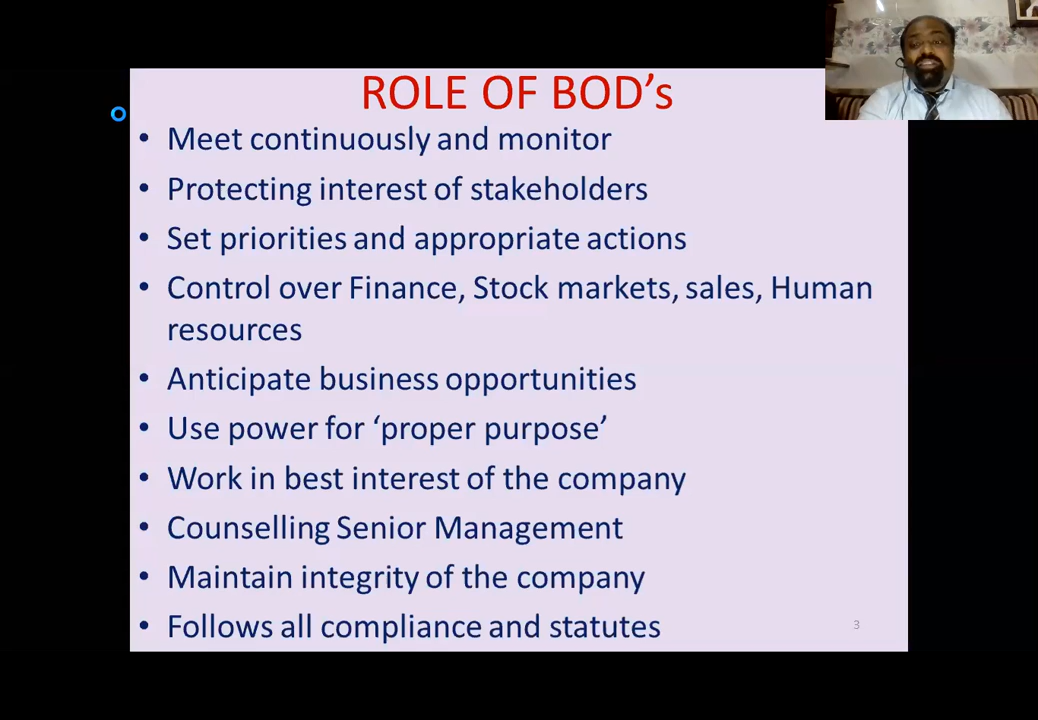 ROLE OF BOD’s
• Meet continuously and monitor
• Protecting interest of stakeholders
• Set priorities and appropriate actions
• Control over Finance, Stock markets, sales, Human
resources
• Anticipate business opportunities
• Use power for ‘proper purpose’
• Work in best interest of the company
• Counselling Senior Management
• Maintain integrity of the company
• Follows all compliance and statutes
3